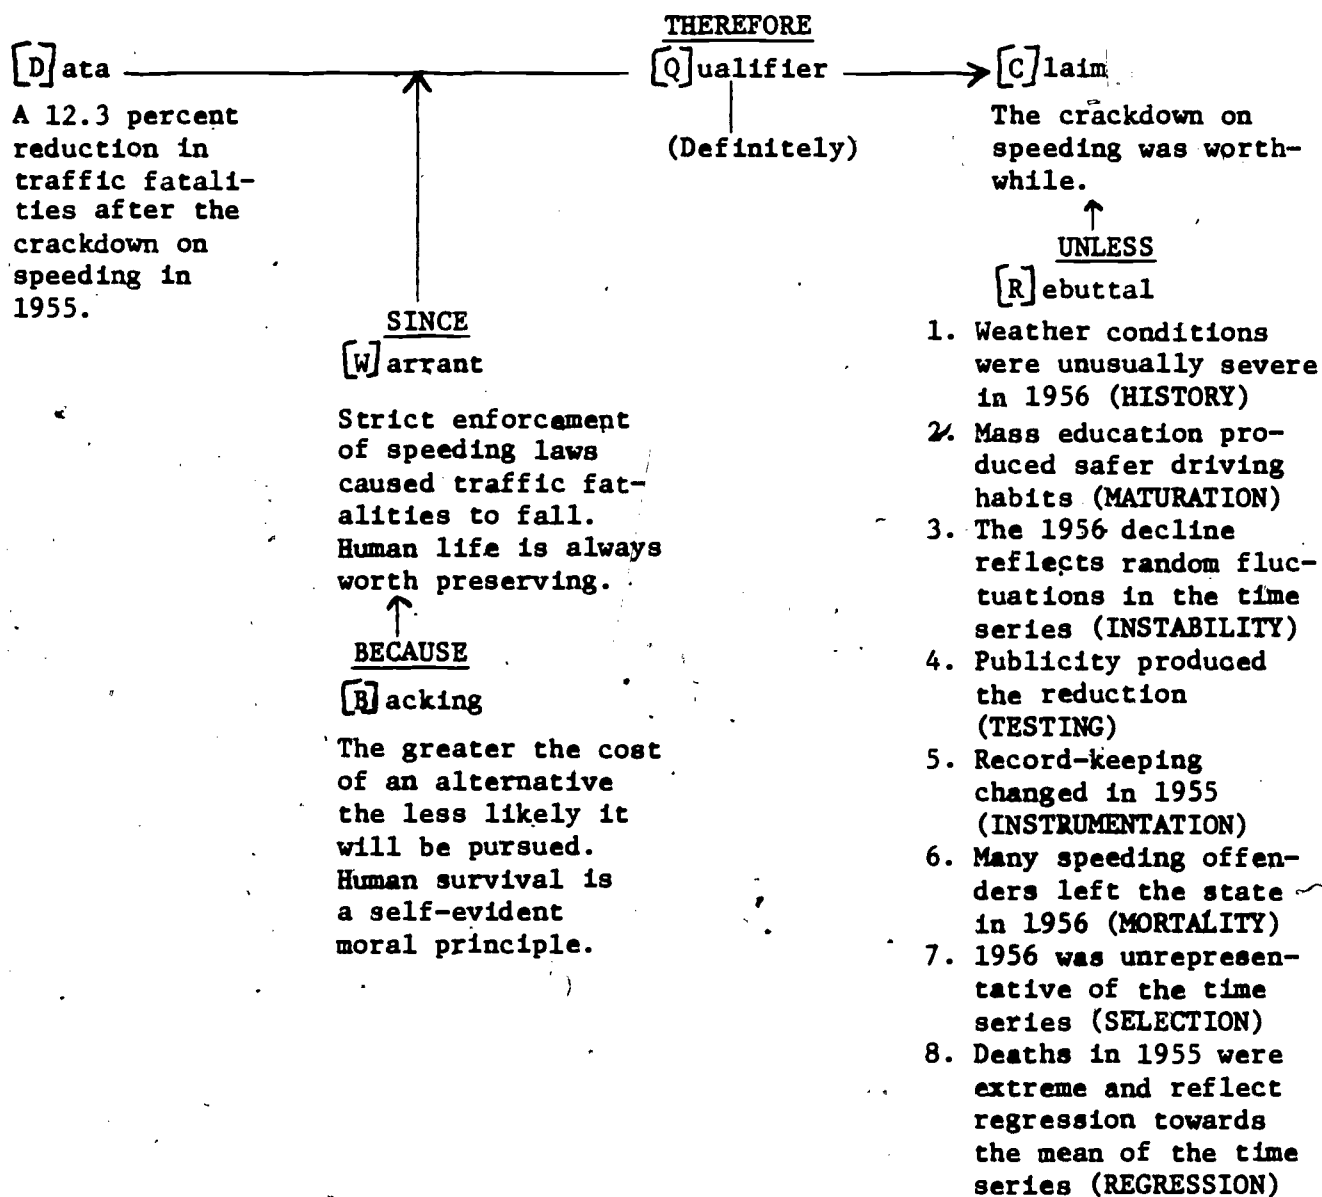 THEREFORE
[D]ata
[Q]ualifier
[C]laim
A 12.3 percent
reduction in
traffic fatali-
ties after the
crackdown on
speeding in
1955.
(Definitely)
The crackdown on
speeding was worth-
while.
UNLESS
[R]ebuttal
SINCE
[W]arrant
Strict enforcement
of speeding laws
caused traffic fat-
alities to fall.
Human life is always
worth preserving.
BECAUSE
[B]acking
The greater the cost
of an alternative
the less likely it
will be pursued.
Human survival is
a self-evident
moral principle.
1. Weather conditions
were unusually severe
in 1956 (HISTORY)
2. Mass education pro-
duced safer driving
habits (MATURATION)
3. The 1956 decline
reflects random fluc-
tuations in the time
series (INSTABILITY)
4. Publicity produced
the reduction
(TESTING)
5. Record-keeping
changed in 1955
(INSTRUMENTATION)
6. Many speeding offen-
ders left the state
in 1956 (MORTALITY)
7. 1956 was unrepresen-
tative of the time
series (SELECTION)
8. Deaths in 1955 were
extreme and reflect
regression towards
the mean of the time
series (REGRESSION)